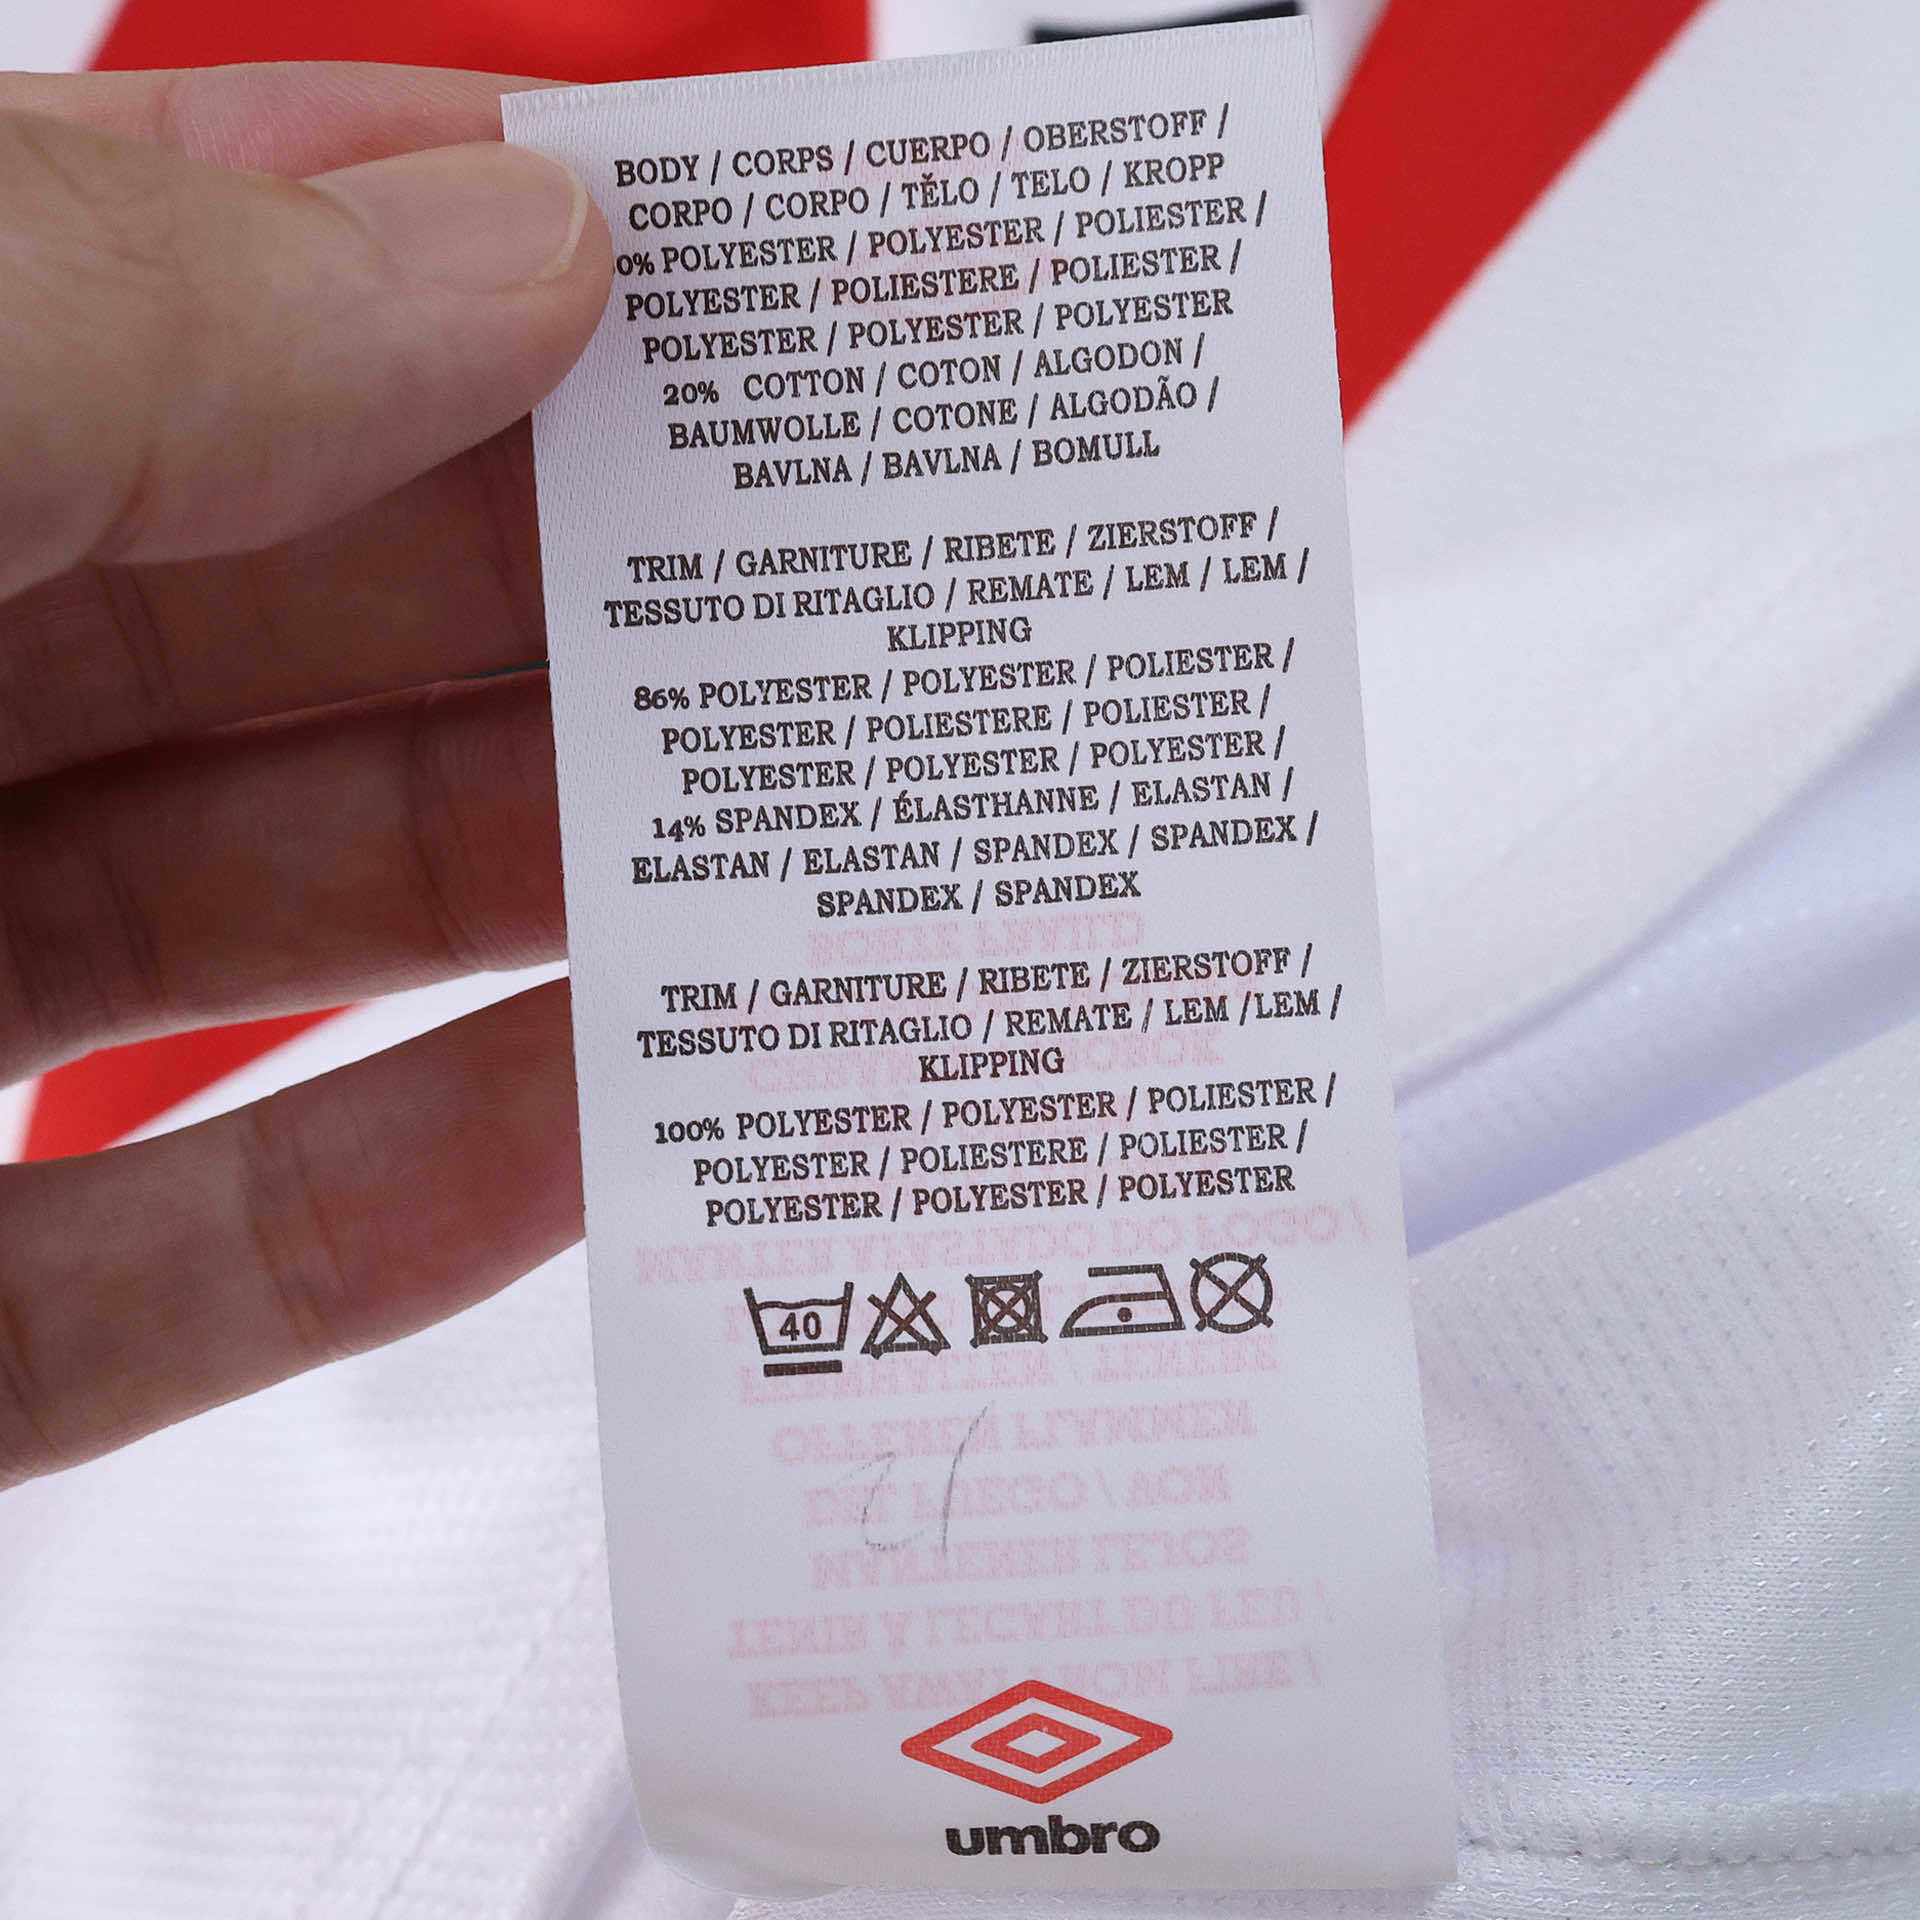 BODY / CORPS / CUERPO / OBERSTOFF /
CORPO / CORPO / TĚLO / TELO / KROPP
0% POLYESTER / POLYESTER / POLIESTER /
POLYESTER / POLIESTERE / POLIESTER /
POLYESTER / POLYESTER / POLYESTER
20% COTTON / COTON / ALGODON /
BAUMWOLLE / COTONE / ALGODÃO /
BAVLNA / BAVLNA / BOMULL
TRIM / GARNITURE / RIBETE / ZIERSTOFF /
TESSUTO DI RITAGLIO / REMATE / LEM / LEM /
KLIPPING
86% POLYESTER / POLYESTER / POLIESTER /
POLYESTER / POLIESTERE / POLIESTER /
POLYESTER / POLYESTER / POLYESTER /
14% SPANDEX / ÉLASTHANNE / ELASTAN /
ELASTAN / ELASTAN / SPANDEX / SPANDEX /
SPANDEX / SPANDEX
TRIM / GARNITURE / RIBETE / ZIERSTOFF /
TESSUTO DI RITAGLIO / REMATE / LEM /LEM /
KLIPPING
100% POLYESTER / POLYESTER / POLIESTER /
POLYESTER / POLIESTERE / POLIESTER /
POLYESTER / POLYESTER / POLYESTER
40
umbro